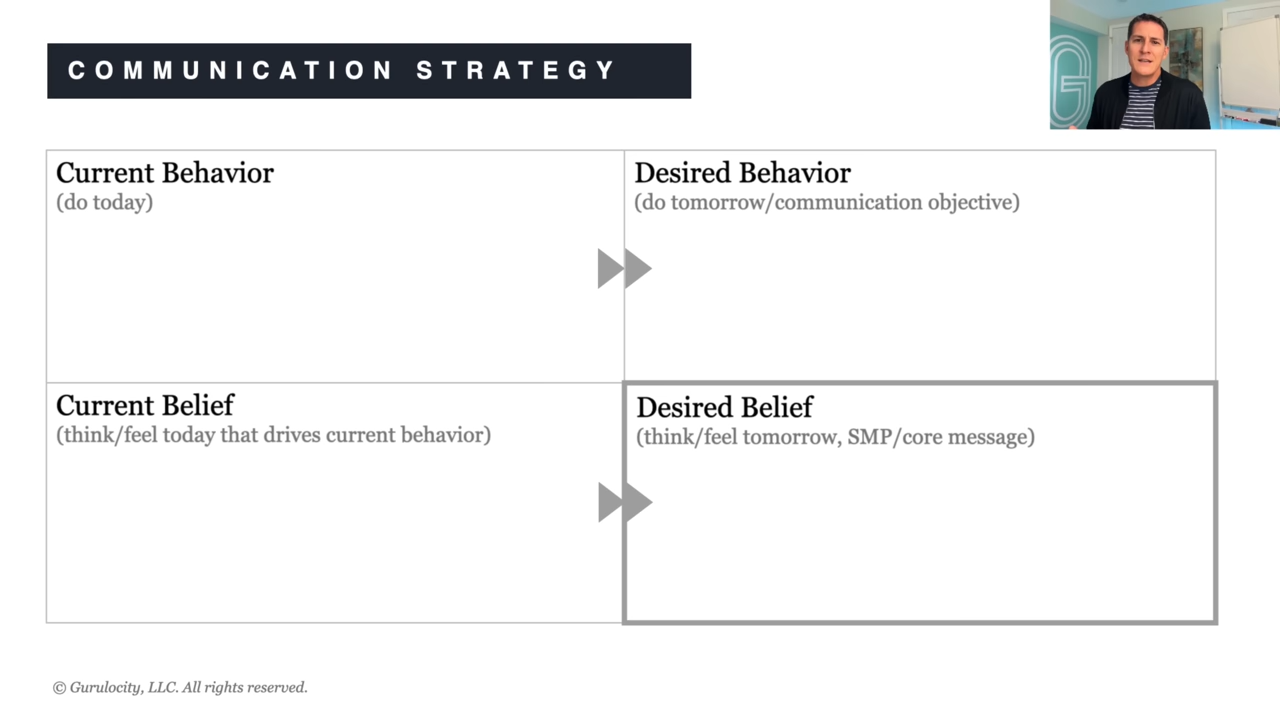 COMMUNICATION STRATEGY
Current Behavior
(do today)
Desired Behavior
(do tomorrow/communication objective)
Current Belief
(think/feel today that drives current behavior)
Desired Belief
(think/feel tomorrow, SMP/core message)
© Gurulocity, LLC. All rights reserved.